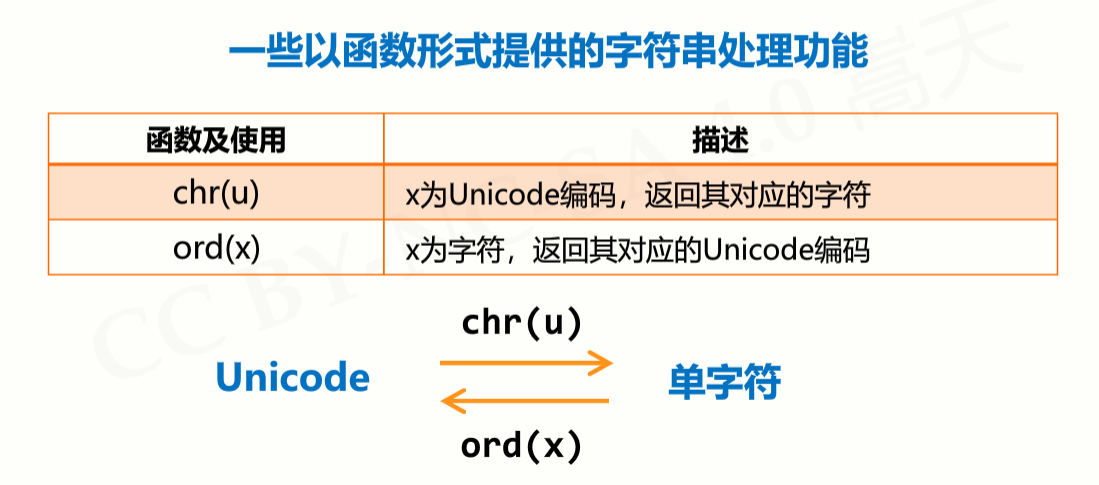 一些以函数形式提供的字符串处理功能
函数及使用 描述
chr(u) x为Unicode编码，返回其对应的字符
ord(x) x为字符，返回其对应的Unicode编码
chr(u)
Unicode 单字符
ord(x)
CC BY-NC-SA 4.0 嵩天